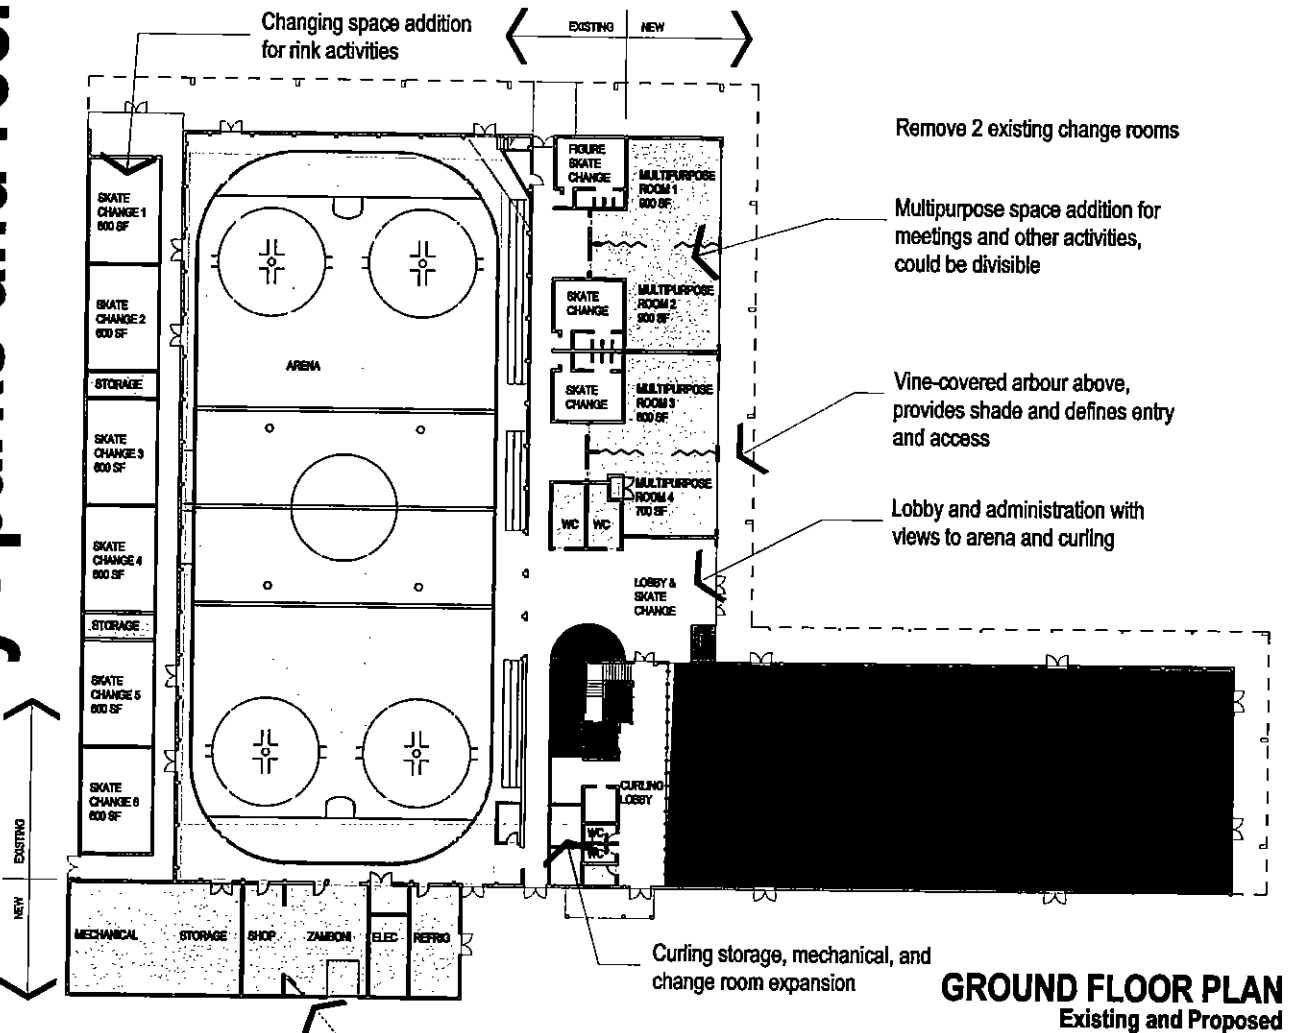 Changing space addition
for rink activities
EXISTING
NEW
Remove 2 existing change rooms
FIGURE
SKATE
CHANGE
MULTIPURPOSE
ROOM 1
900 SF
SKATE
CHANGE 1
600 SF
Multipurpose space addition for
meetings and other activities,
could be divisible
SKATE
CHANGE
MULTIPURPOSE
ROOM 2
900 SF
SKATE
CHANGE 2
600 SF
ARENA
STORAGE
SKATE
CHANGE
MULTIPURPOSE
ROOM 3
800 SF
Vine-covered arbour above,
provides shade and defines entry
and access
SKATE
CHANGE 3
600 SF
MULTIPURPOSE
ROOM 4
700 SF
WC
WC
Lobby and administration with
views to arena and curling
SKATE
CHANGE 4
600 SF
LOBBY &
SKATE
CHANGE
STORAGE
SKATE
CHANGE 5
600 SF
SKATE
CHANGE 6
600 SF
CURLING
LOBBY
WC
WC
EXISTING
NEW
MECHANICAL
STORAGE
SHOP
ZAMBONI
ELEC
REFRIG
Curling storage, mechanical, and
change room expansion
GROUND FLOOR PLAN
Existing and Proposed